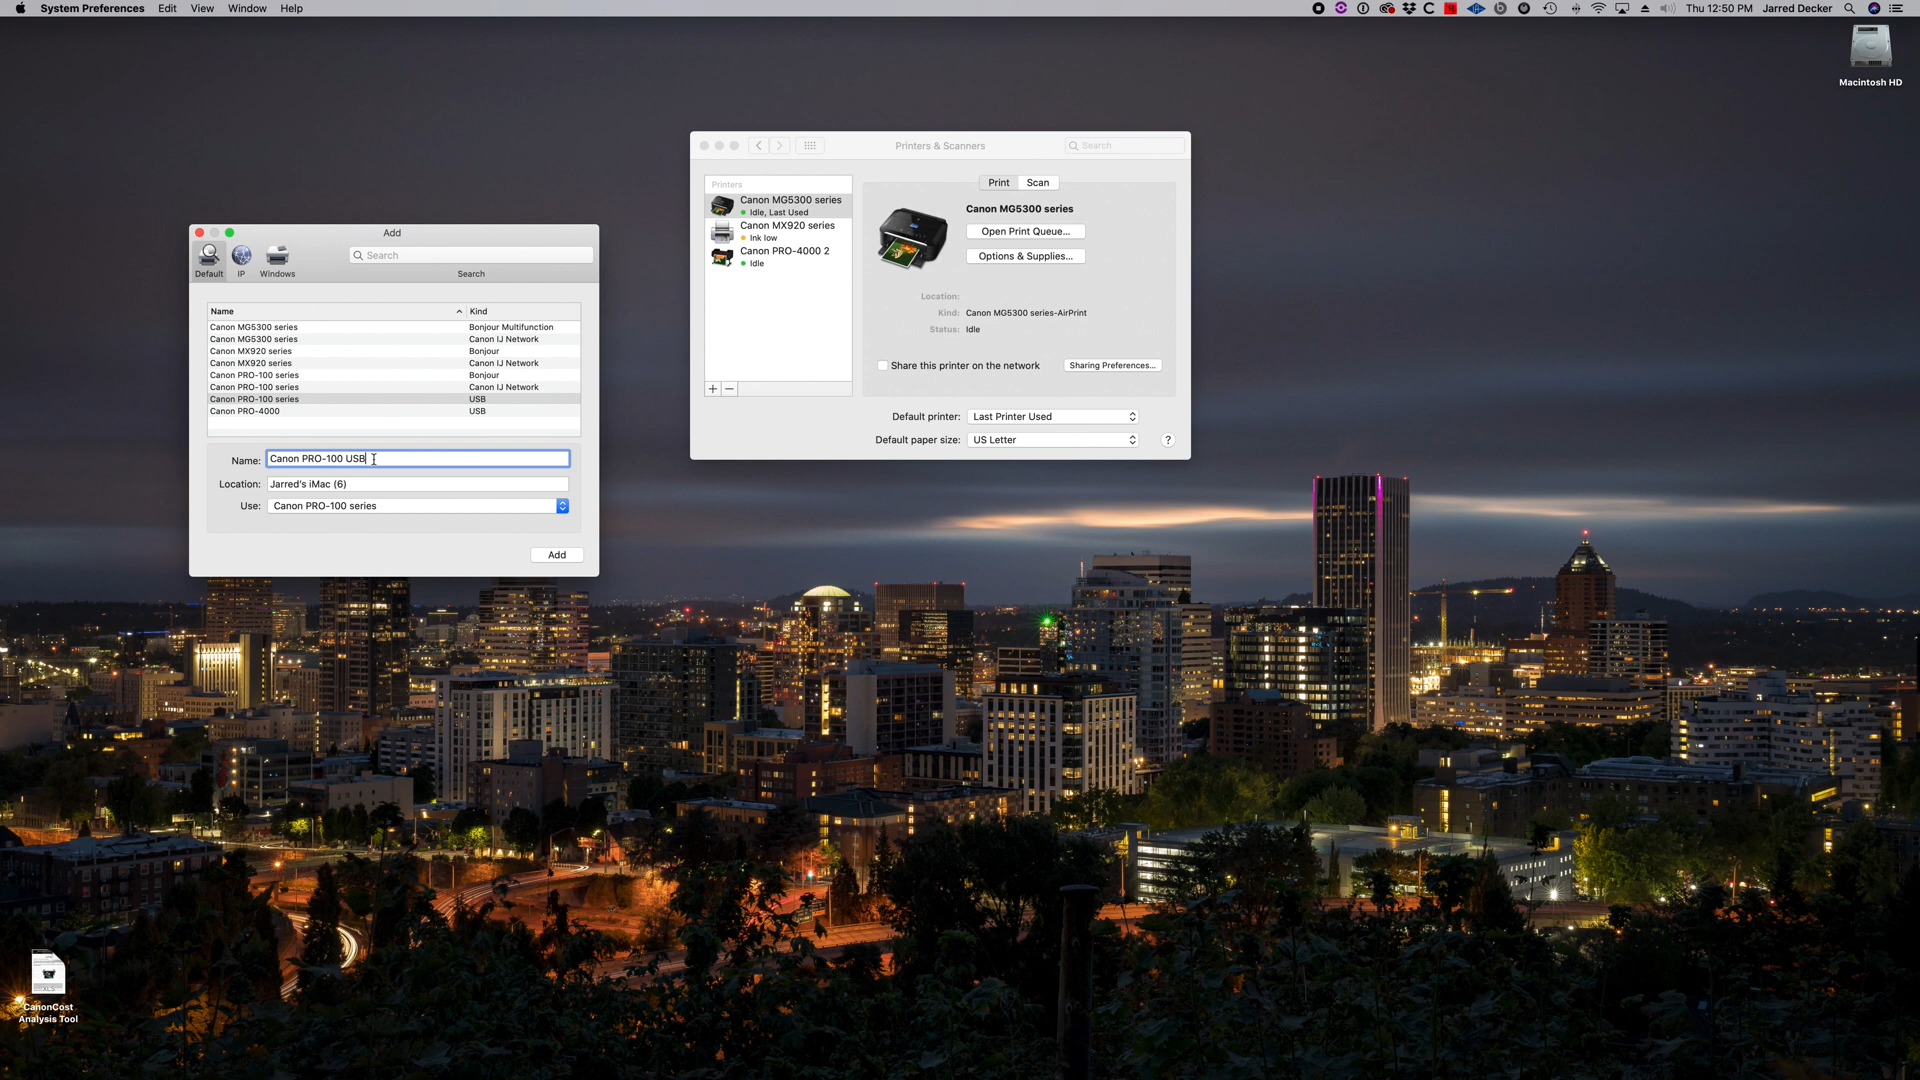 System Preferences Edit View Window Help
Thu 12:50 PM Jarred Decker
Macintosh HD
Printers & Scanners
Search
Printers
Canon MG5300 series
Idle, Last Used
Canon MX920 series
Ink low
Canon PRO-4000 2
Idle
Print Scan
Canon MG5300 series
Open Print Queue...
Options & Supplies...
Location:
Kind: Canon MG5300 series-AirPrint
Status: Idle
Share this printer on the network
Sharing Preferences...
Default printer: Last Printer Used
Default paper size: US Letter
?
Add
Default IP Windows
Search
Search
Name Kind
Canon MG5300 series Bonjour Multifunction
Canon MG5300 series Canon IJ Network
Canon MX920 series Bonjour
Canon MX920 series Canon IJ Network
Canon PRO-100 series Bonjour
Canon PRO-100 series Canon IJ Network
Canon PRO-100 series USB
Canon PRO-4000 USB
Name: Canon PRO-100 USB
Location: Jarred's iMac (6)
Use: Canon PRO-100 series
Add
XLS
CanonCost
Analysis Tool